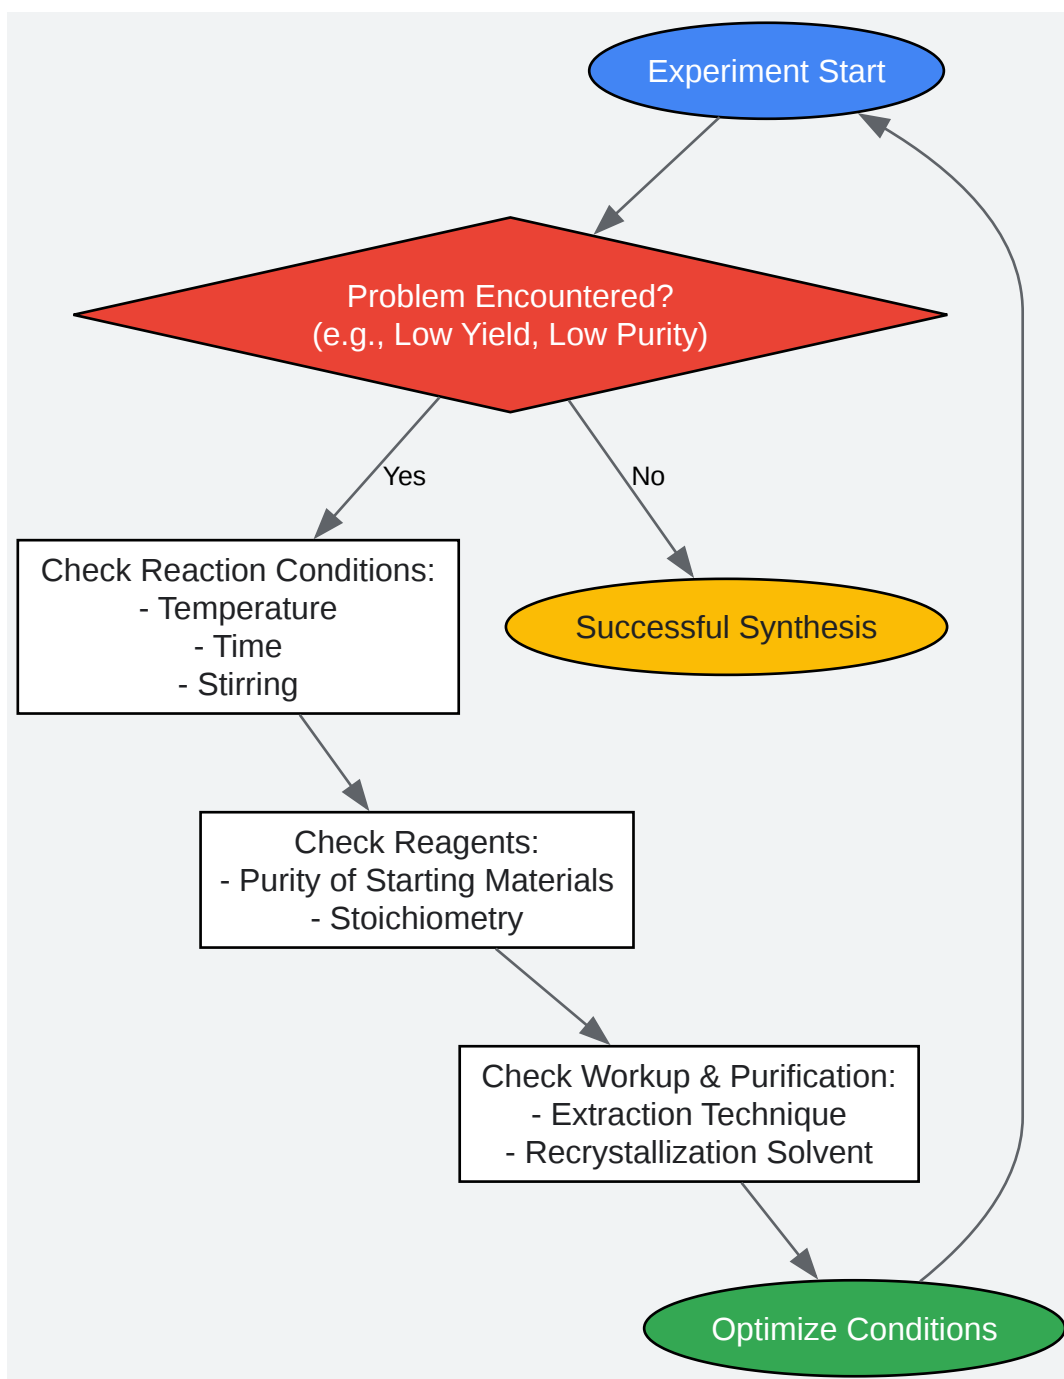 Experiment Start
Problem Encountered?
(e.g., Low Yield, Low Purity)
Yes
No
Check Reaction Conditions:
- Temperature
- Time
- Stirring
Successful Synthesis
Check Reagents:
- Purity of Starting Materials
- Stoichiometry
Check Workup & Purification:
- Extraction Technique
- Recrystallization Solvent
Optimize Conditions